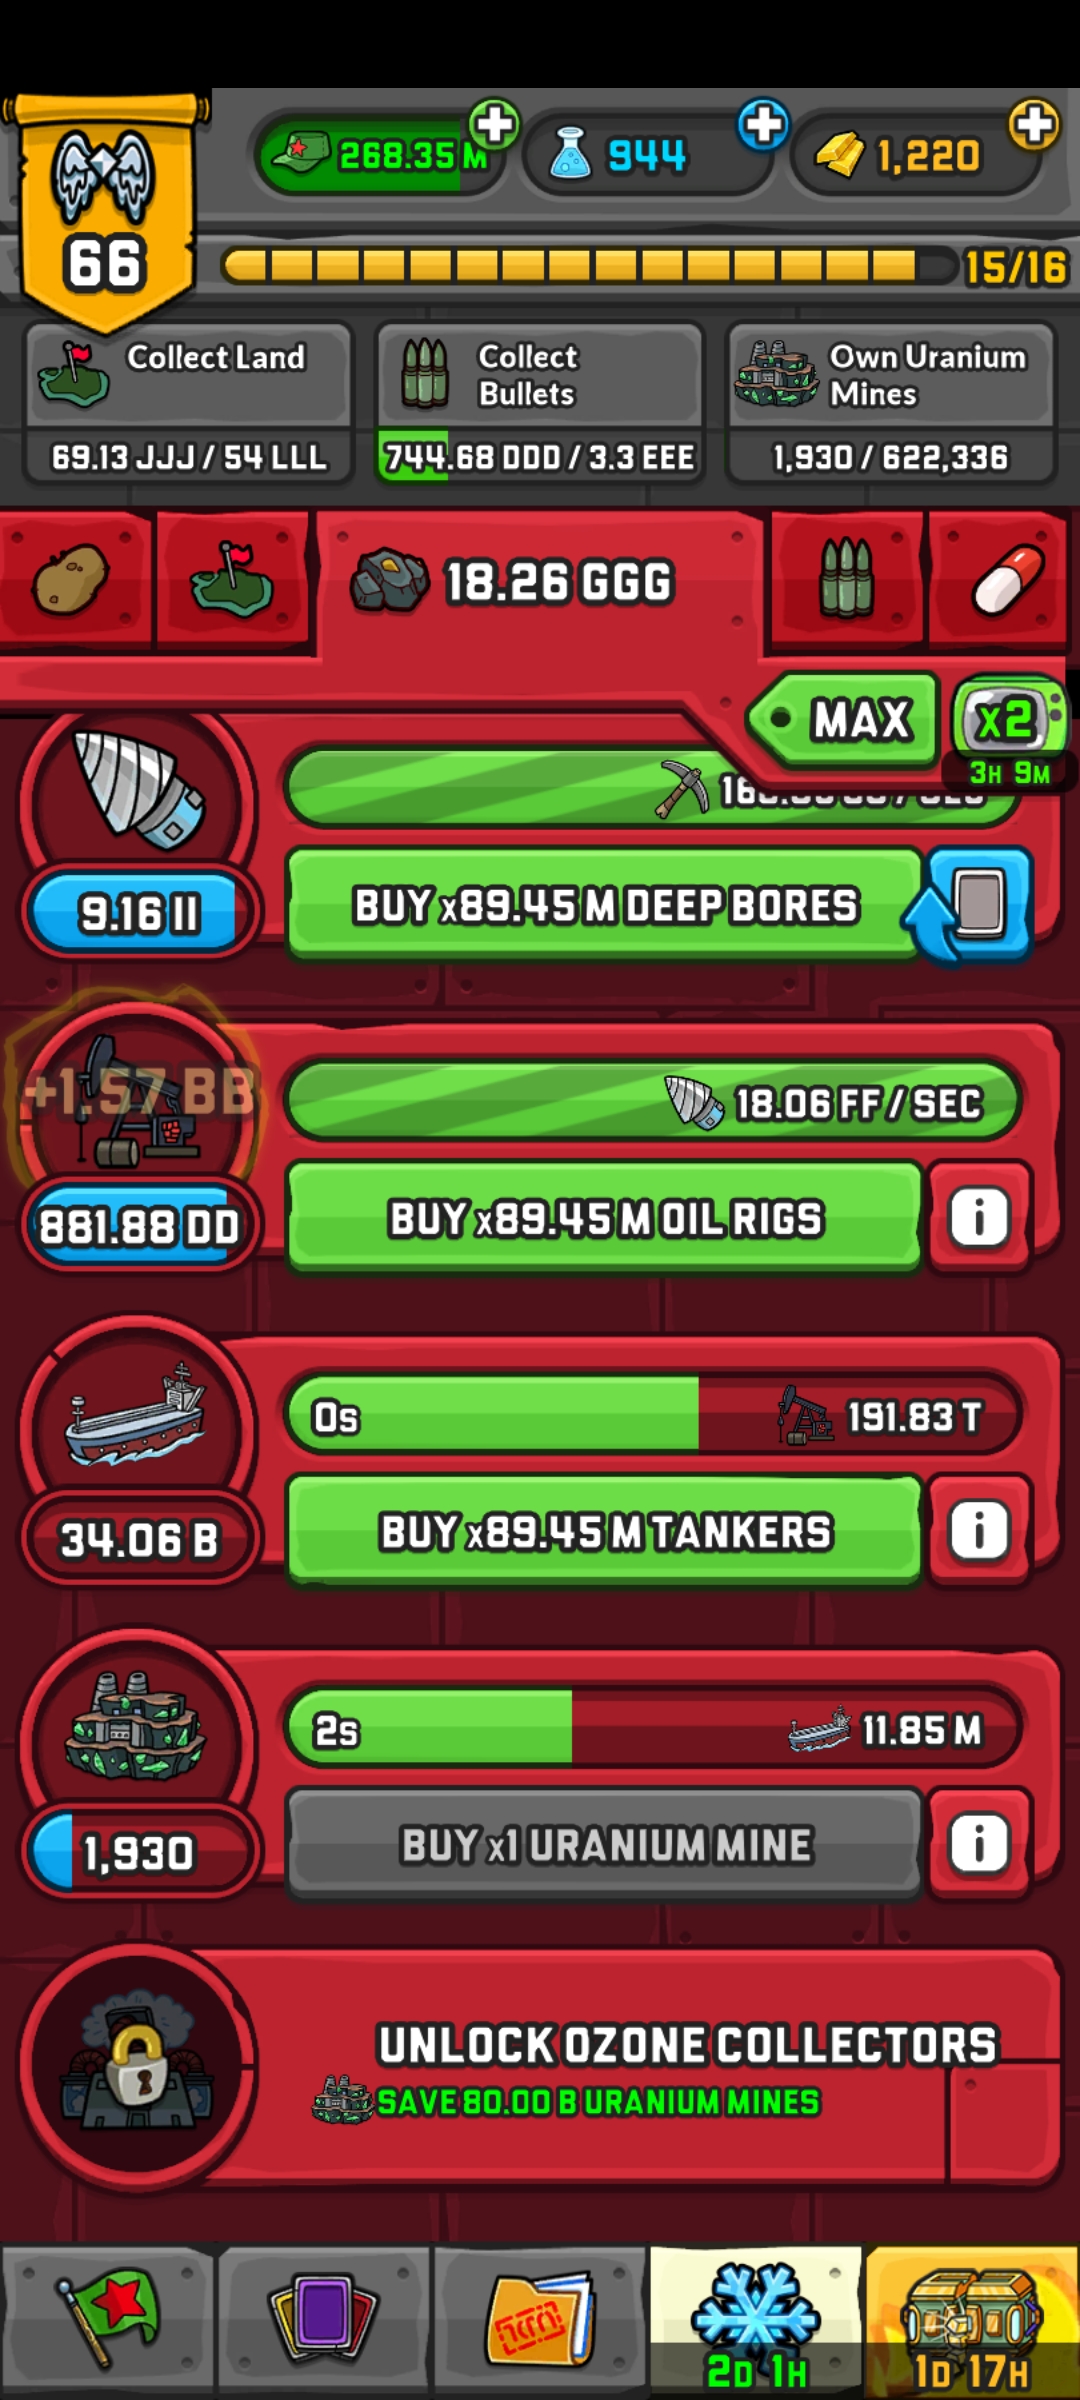 66
268.35 M
944
1,220
15/16
Collect Land
69.13 JJJ / 54 LLL
Collect
Bullets
744.68 DDD / 3.3 EEE
Own Uranium
Mines
1,930 / 622,336
18.26 GGG
MAX
x2
3H 9M
9.16 II
BUY x89.45 M DEEP BORES
+1.57 BB
18.06 FF / SEC
881.88 DD
BUY x89.45 M OIL RIGS
i
0s
191.83 T
34.06 B
BUY x89.45 M TANKERS
i
2s
11.85 M
1,930
BUY x1 URANIUM MINE
i
UNLOCK OZONE COLLECTORS
SAVE 80.00 B URANIUM MINES
2D 1H
1D 17H